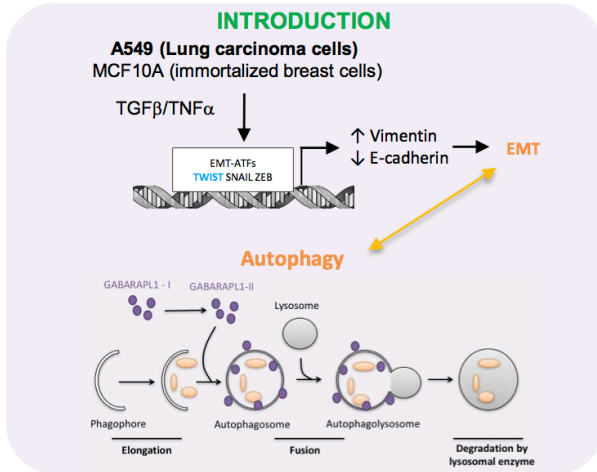 INTRODUCTION
A549 (Lung carcinoma cells)
MCF10A (immortalized breast cells)
TGFβ/TNFα
↑ Vimentin
↓ E-cadherin
EMT
EMT-ATFs
TWIST SNAIL ZEB
Autophagy
GABARAPL1 - I
GABARAPL1-II
Lysosome
Phagophore
Autophagosome
Autophagolysosome
Elongation
Fusion
Degradation by
lysosomal enzyme